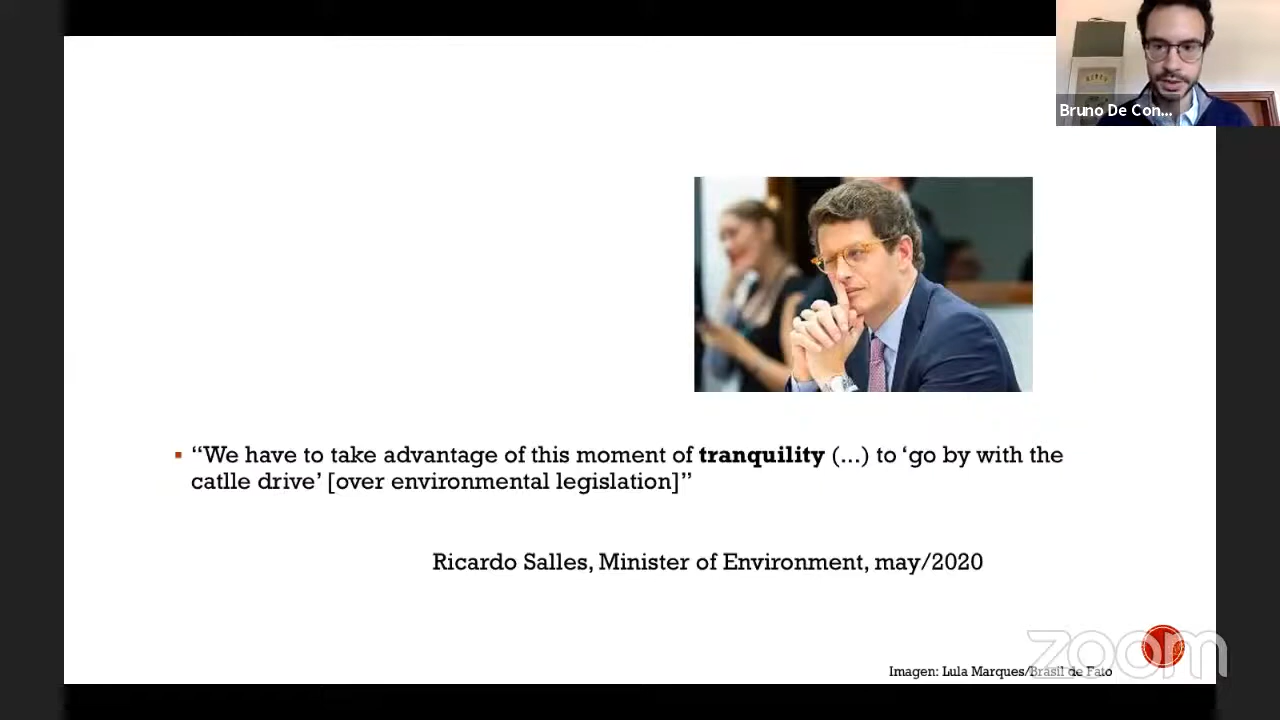 Bruno De Con...
“We have to take advantage of this moment of tranquility (...) to ‘go by with the
catlle drive’ [over environmental legislation]”
Ricardo Salles, Minister of Environment, may/2020
zoom
Imagen: Lula Marques/Brasil de Fato